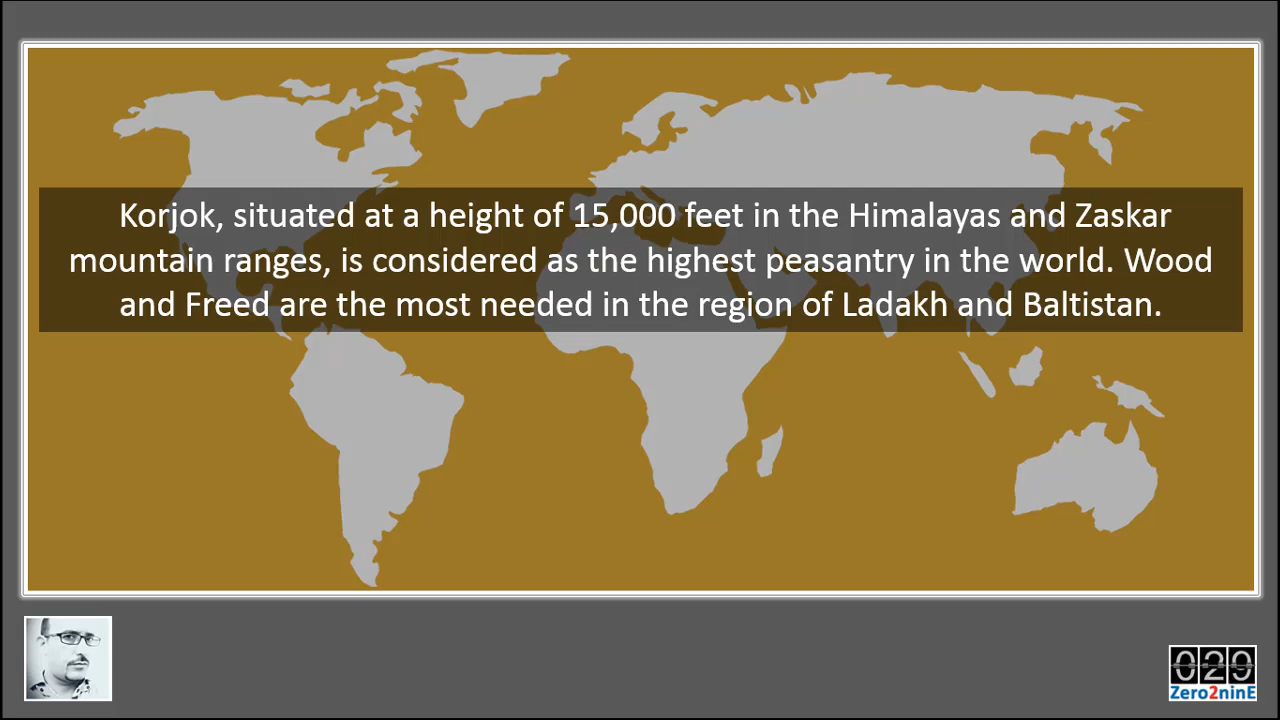 Korjok, situated at a height of 15,000 feet in the Himalayas and Zaskar
mountain ranges, is considered as the highest peasantry in the world. Wood
and Freed are the most needed in the region of Ladakh and Baltistan.
029
Zero2ninE